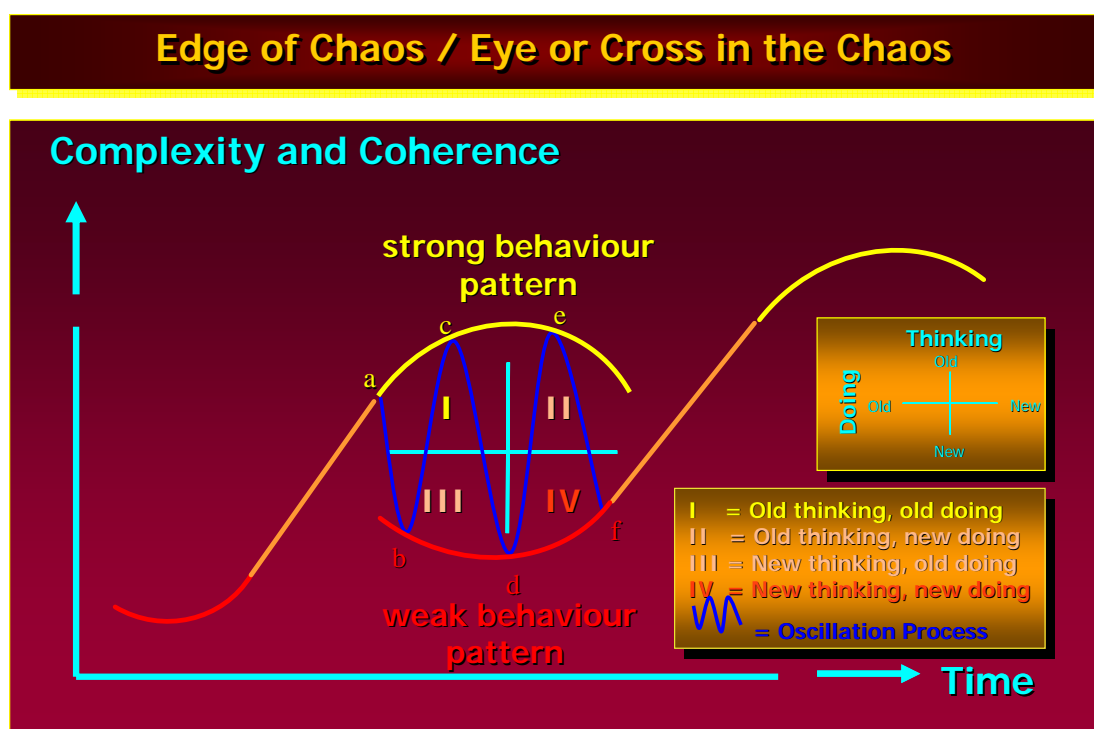 Edge of Chaos / Eye or Cross in the Chaos
Complexity and Coherence
strong behaviour
pattern
c
e
a
I
II
III
IV
b
d
f
weak behaviour
pattern
Thinking
Old
Doing
Old
New
New
I = Old thinking, old doing
II = Old thinking, new doing
III = New thinking, old doing
IV = New thinking, new doing
= Oscillation Process
Time